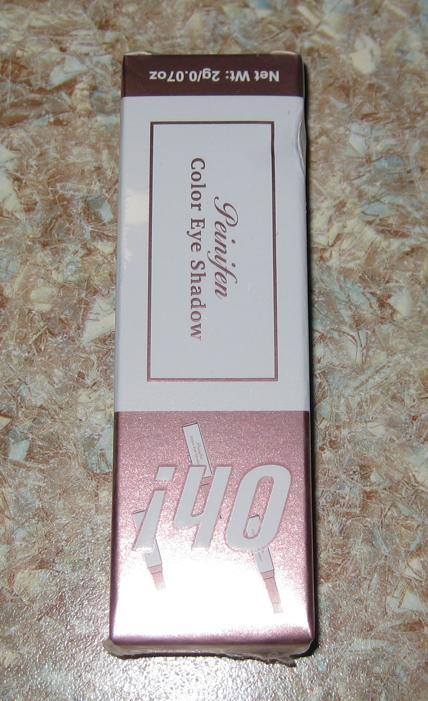 Net Wt: 2g/0.07oz
Peinifen
Color Eye Shadow
Oh!